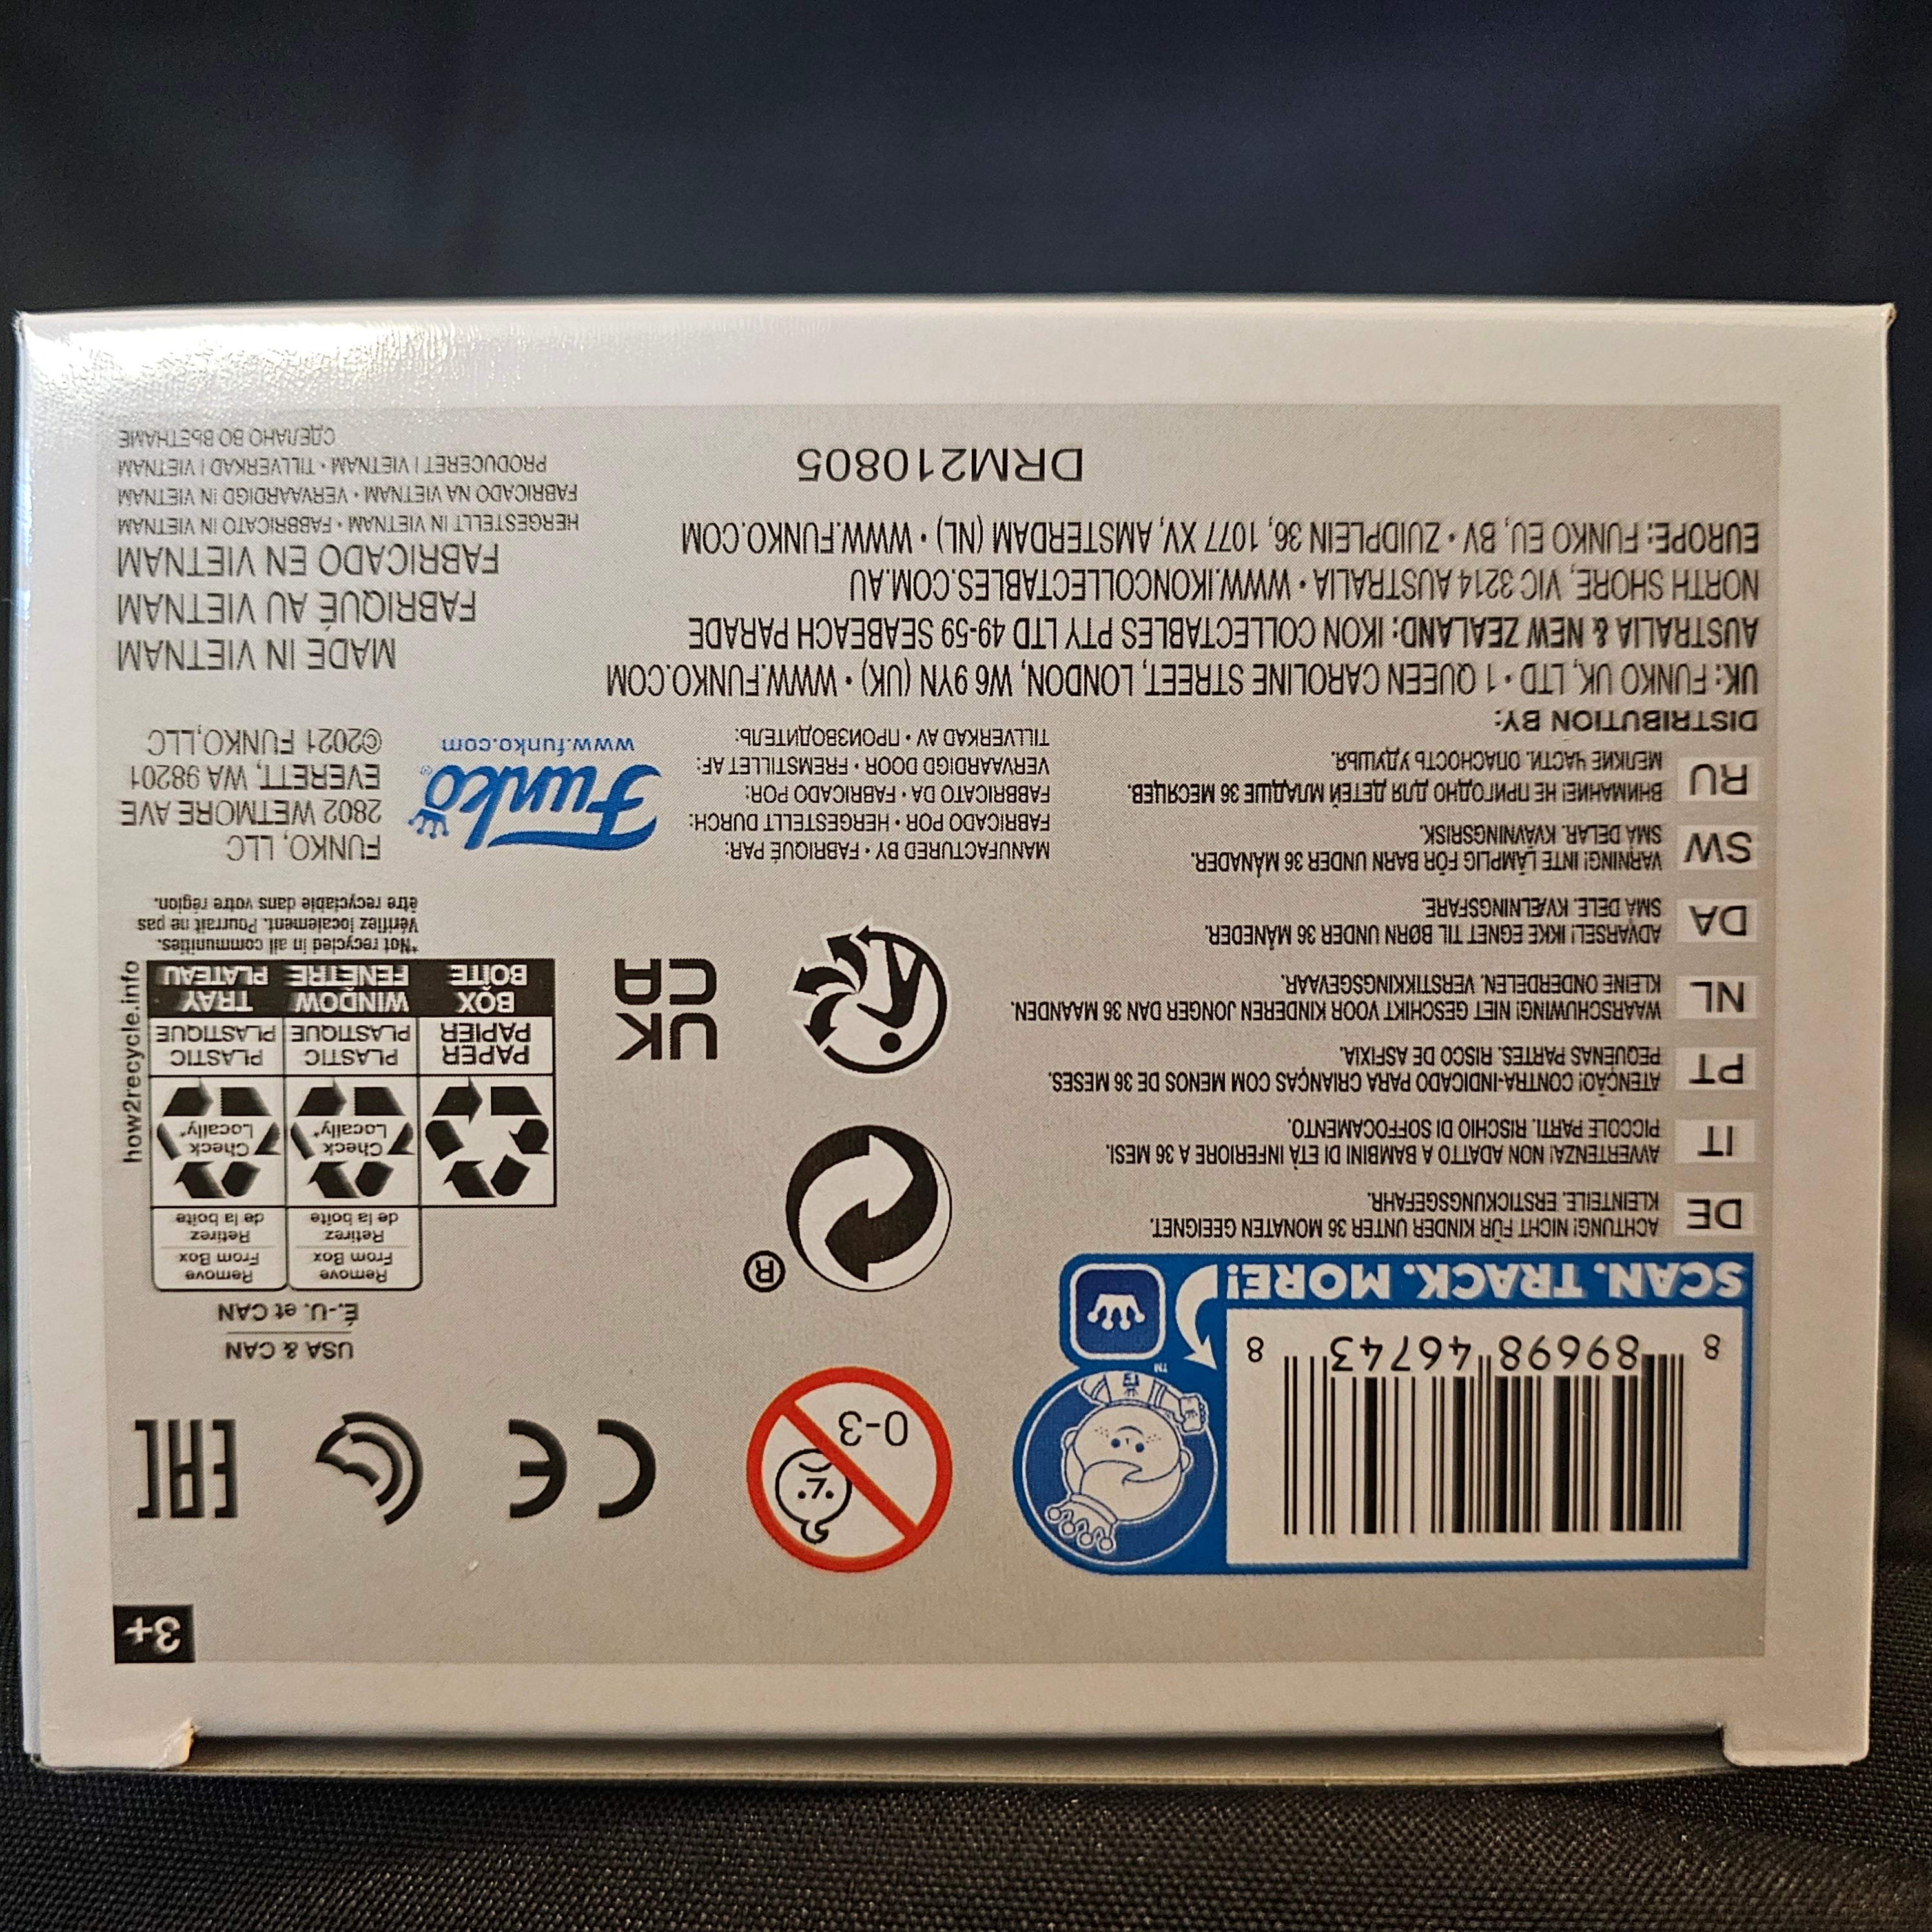 3+
8 89698 46743 8
SCAN. TRACK. MORE!
™
0-3
CE
EAC
DE
ACHTUNG! NICHT FÜR KINDER UNTER 36 MONATEN GEEIGNET.
KLEINTEILE. ERSTICKUNGSGEFAHR.
IT
AVVERTENZA! NON ADATTO A BAMBINI DI ETÀ INFERIORE A 36 MESI.
PICCOLE PARTI. RISCHIO DI SOFFOCAMENTO.
PT
ATENÇÃO! CONTRA-INDICADO PARA CRIANÇAS COM MENOS DE 36 MESES.
PEQUENAS PARTES. RISCO DE ASFIXIA.
NL
WAARSCHUWING! NIET GESCHIKT VOOR KINDEREN JONGER DAN 36 MAANDEN.
KLEINE ONDERDELEN. VERSTIKKINGSGEVAAR.
DA
ADVARSEL! IKKE EGNET TIL BØRN UNDER 36 MÅNEDER.
SMÅ DELE. KVÆLNINGSFARE.
SW
VARNING! INTE LÄMPLIG FÖR BARN UNDER 36 MÅNADER.
SMÅ DELAR. KVÄVNINGSRISK.
RU
ВНИМАНИЕ! НЕ ПРИГОДНО ДЛЯ ДЕТЕЙ МЛАДШЕ 36 МЕСЯЦЕВ.
МЕЛКИЕ ЧАСТИ. ОПАСНОСТЬ УДУШЬЯ.
®
UK
CA
USA & CAN
É.-U. et CAN
Remove
From Box
Retirez
de la boîte
Remove
From Box
Retirez
de la boîte
Check
Locally*
Check
Locally*
PAPER
PAPIER
PLASTIC
PLASTIQUE
PLASTIC
PLASTIQUE
BOX
BOÎTE
WINDOW
FENÊTRE
TRAY
PLATEAU
how2recycle.info
*Not recycled in all communities.
Vérifiez localement. Pourrait ne pas
être recyclable dans votre région.
MANUFACTURED BY • FABRIQUÉ PAR:
FABRICADO POR • HERGESTELLT DURCH:
FABBRICATO DA • FABRICADO POR:
VERVAARDIGD DOOR • FREMSTILLET AF:
TILLVERKAD AV • ПРОИЗВОДИТЕЛЬ:
Funko®
www.funko.com
FUNKO, LLC
2802 WETMORE AVE
EVERETT, WA 98201
©2021 FUNKO,LLC
DISTRIBUTION BY:
UK: FUNKO UK, LTD • 1 QUEEN CAROLINE STREET, LONDON, W6 9YN (UK) • WWW.FUNKO.COM
AUSTRALIA & NEW ZEALAND: IKON COLLECTABLES PTY LTD 49-59 SEABEACH PARADE
NORTH SHORE, VIC 3214 AUSTRALIA • WWW.IKONCOLLECTABLES.COM.AU
EUROPE: FUNKO EU, BV • ZUIDPLEIN 36, 1077 XV, AMSTERDAM (NL) • WWW.FUNKO.COM
DRM210805
MADE IN VIETNAM
FABRIQUÉ AU VIETNAM
FABRICADO EN VIETNAM
HERGESTELLT IN VIETNAM • FABBRICATO IN VIETNAM
FABRICADO NA VIETNAM • VERVAARDIGD IN VIETNAM
PRODUCERET I VIETNAM • TILLVERKAD I VIETNAM
СДЕЛАНО ВО ВЬЕТНАМЕ